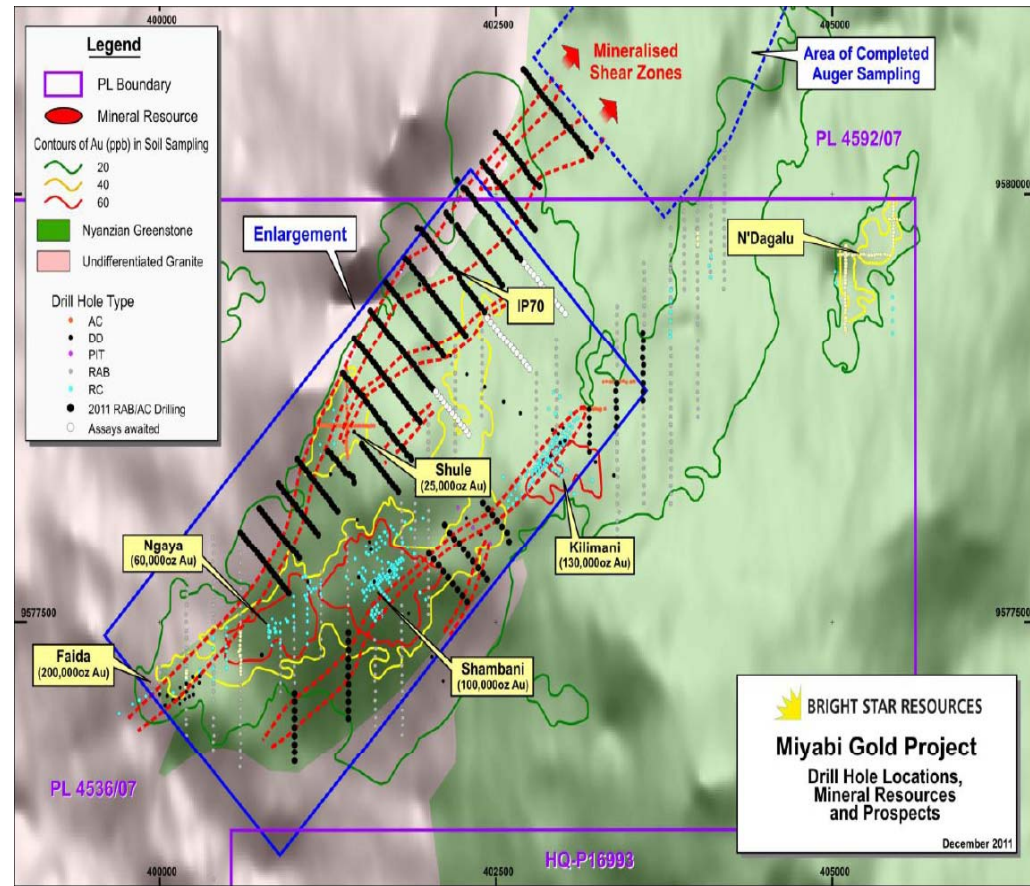 400000
402500
405000
Legend
PL Boundary
Mineral Resource
Contours of Au (ppb) in Soil Sampling
20
40
60
Nyanzian Greenstone
Undifferentiated Granite
Drill Hole Type
AC
DD
PIT
RAB
RC
2011 RAB/AC Drilling
Assays awaited
Mineralised
Shear Zones
Area of Completed
Auger Sampling
PL 4592/07
9580000
9580000
Enlargement
N'Dagalu
IP70
Shule
(25,000oz Au)
Ngaya
(60,000oz Au)
Kilimani
(130,000oz Au)
9577500
9577500
Faida
(200,000oz Au)
Shambani
(100,000oz Au)
PL 4536/07
HQ-P16993
BRIGHT STAR RESOURCES
Miyabi Gold Project
Drill Hole Locations,
Mineral Resources
and Prospects
December 2011
400000
402500
405000